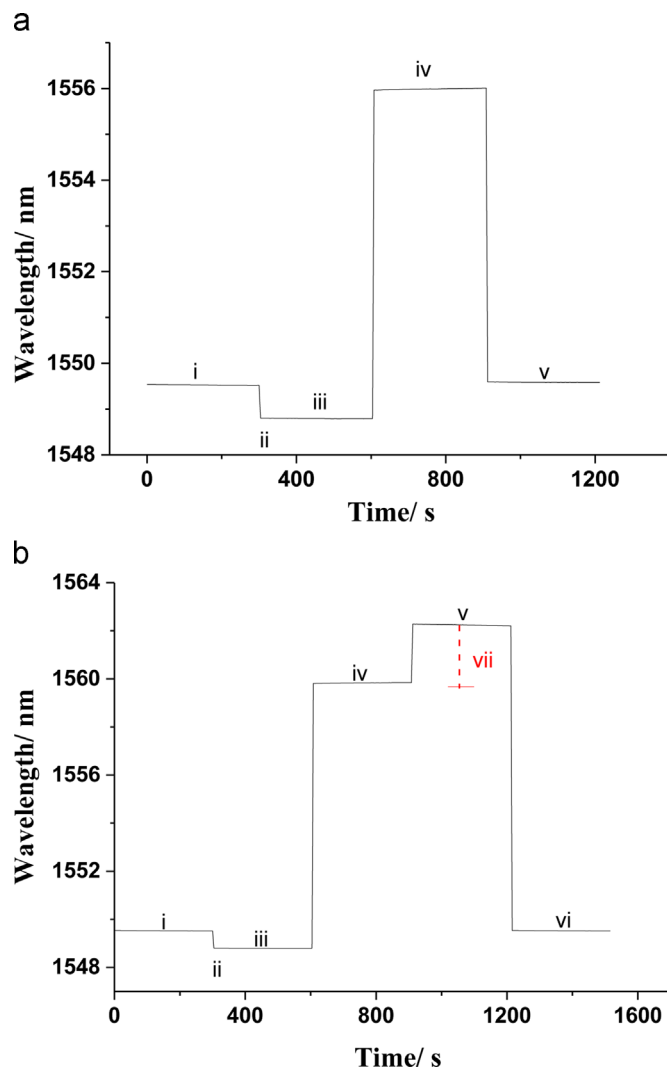 a
1556
iv
1554
1552
1550
i
v
iii
1548
ii
0
400
800
1200
Wavelength/ nm
Time/ s
b
1564
v
vii
1560
iv
1556
1552
i
iii
vi
1548
ii
0
400
800
1200
1600
Wavelength/ nm
Time/ s